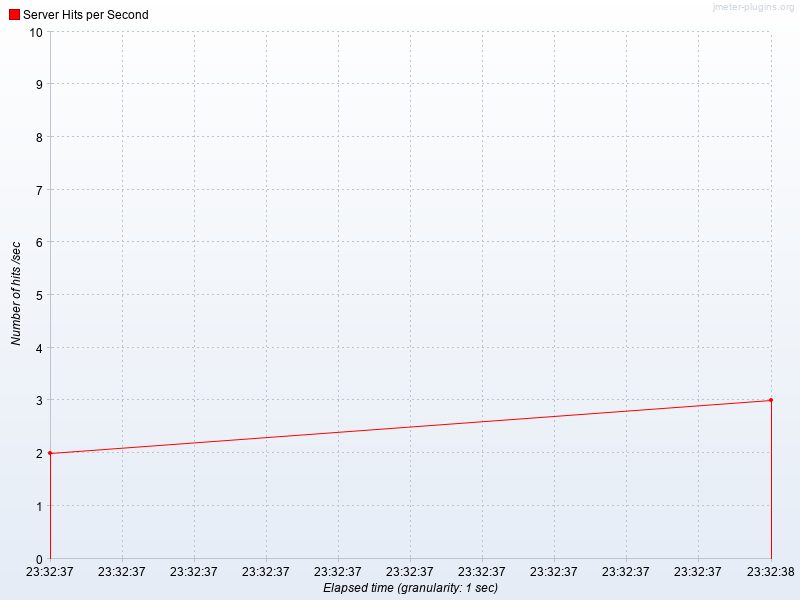 jmeter-plugins.org
Server Hits per Second
10
9
8
7
6
5
4
3
2
1
0
Number of hits /sec
23:32:37 23:32:37 23:32:37 23:32:37 23:32:37 23:32:37 23:32:37 23:32:37 23:32:37 23:32:37 23:32:38
Elapsed time (granularity: 1 sec)